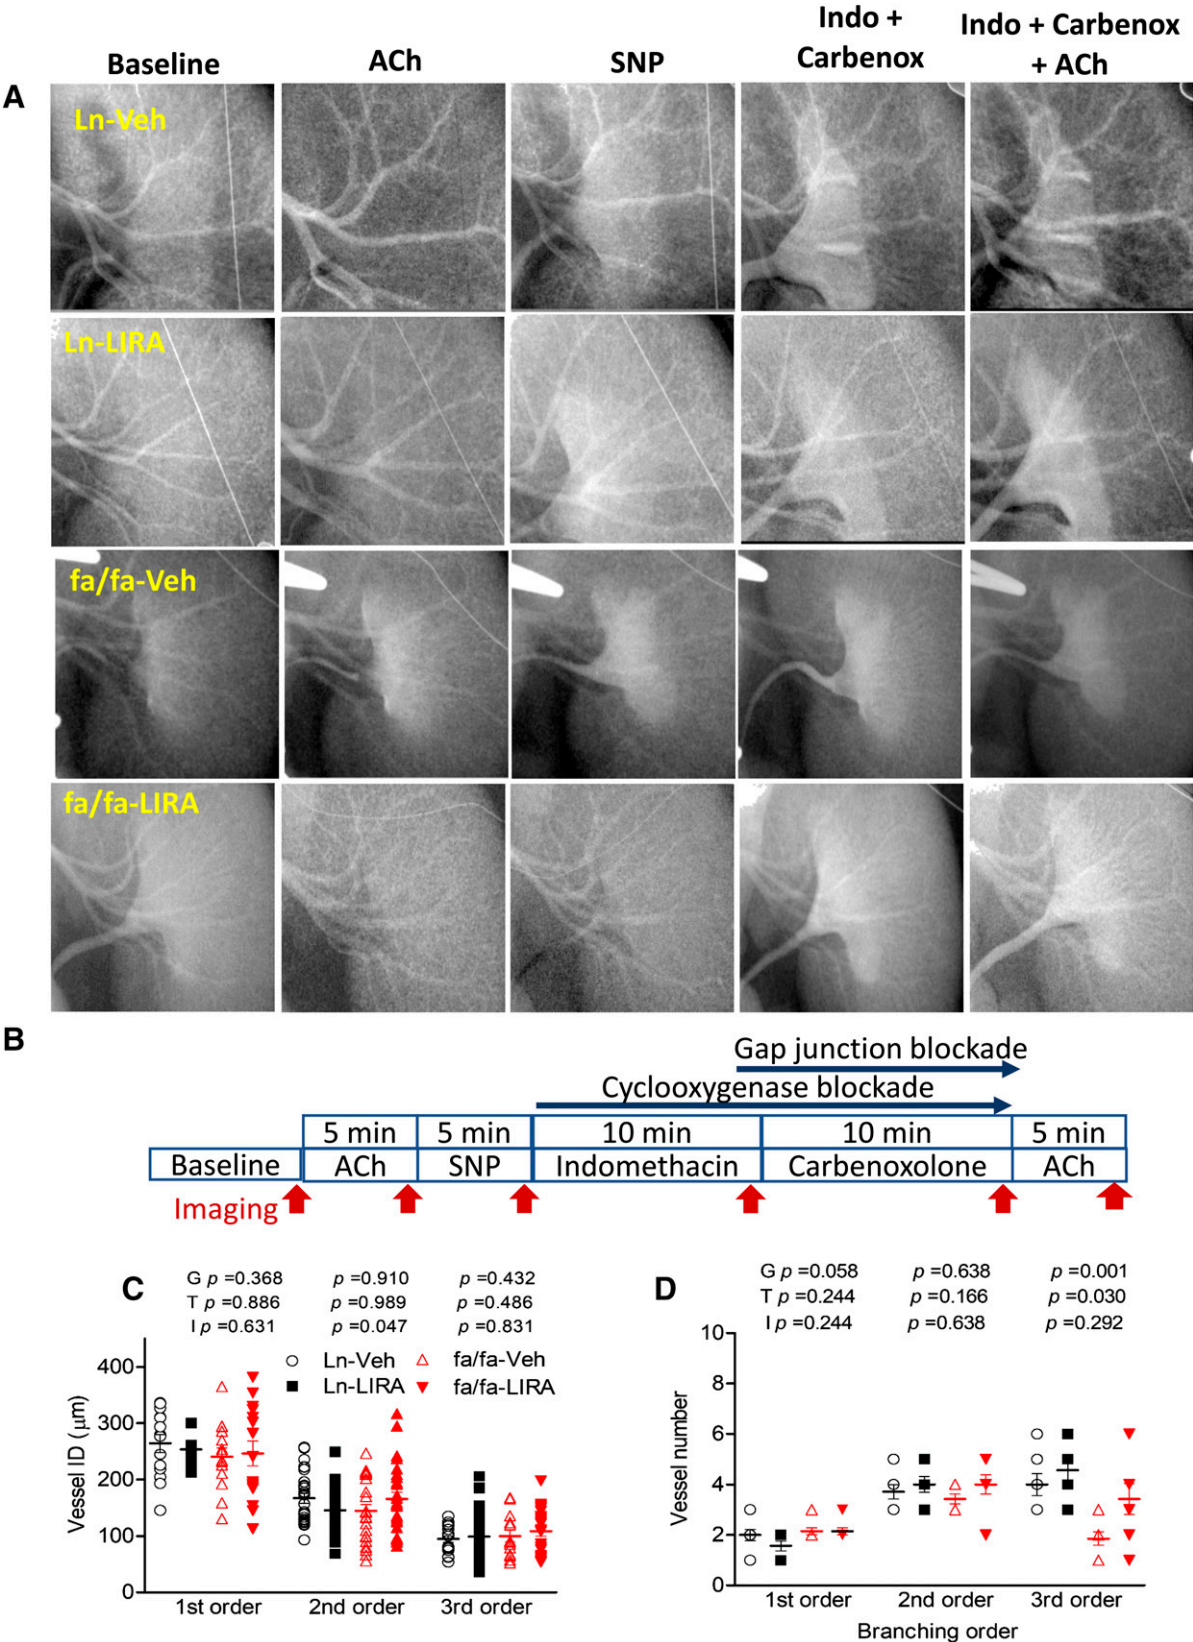 Baseline
ACh
SNP
Indo +
Carbenox
Indo + Carbenox
+ ACh
A
Ln-Veh
Ln-LIRA
fa/fa-Veh
fa/fa-LIRA
B
Gap junction blockade
Cyclooxygenase blockade
5 min 5 min 10 min 10 min 5 min
Baseline ACh SNP Indomethacin Carbenoxolone ACh
Imaging
C
G p =0.368 p =0.910 p =0.432
T p =0.886 p =0.989 p =0.486
I p =0.631 p =0.047 p =0.831
Ln-Veh fa/fa-Veh
Ln-LIRA fa/fa-LIRA
Vessel ID (μm)
400
300
200
100
0
1st order 2nd order 3rd order
D
G p =0.058 p =0.638 p =0.001
T p =0.244 p =0.166 p =0.030
I p =0.244 p =0.638 p =0.292
Vessel number
10
8
6
4
2
0
1st order 2nd order 3rd order
Branching order